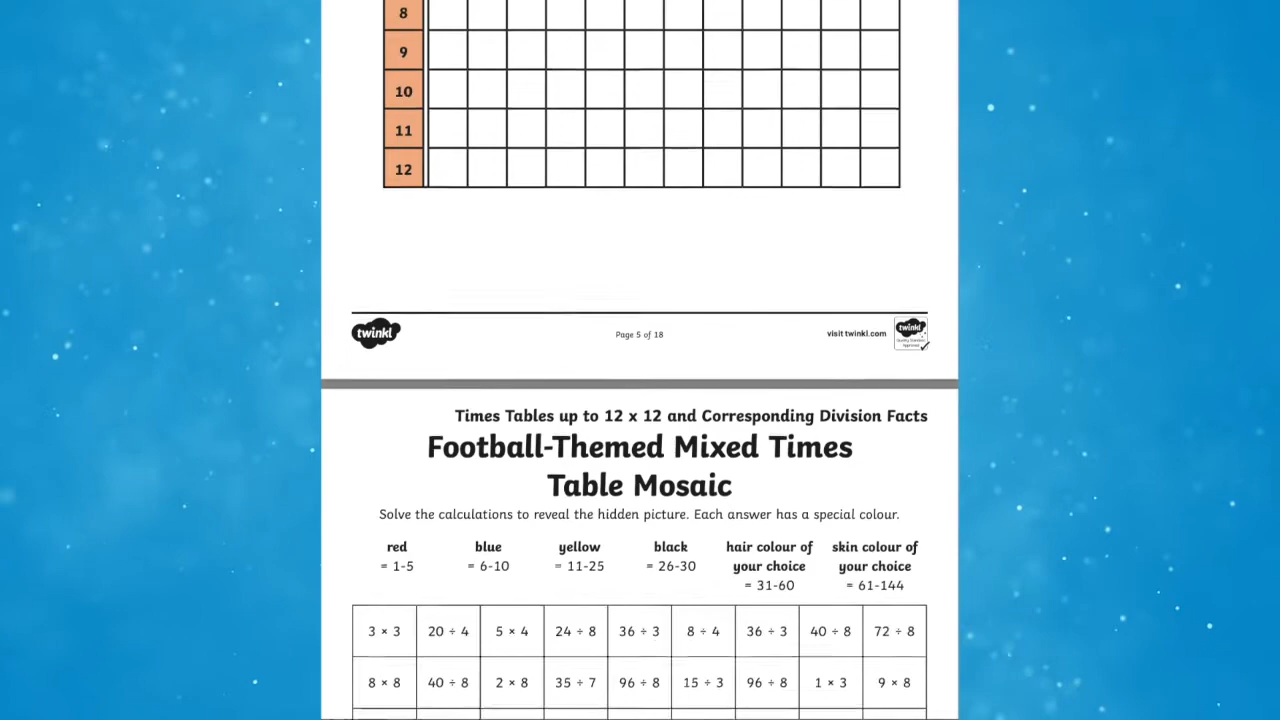 8
9
10
11
12
twinkl
Page 5 of 18
visit twinkl.com
twinkl
Times Tables up to 12 x 12 and Corresponding Division Facts
Football-Themed Mixed Times
Table Mosaic
Solve the calculations to reveal the hidden picture. Each answer has a special colour.
red blue yellow black hair colour of skin colour of
= 1-5 = 6-10 = 11-25 = 26-30 your choice your choice
= 31-60 = 61-144
3 × 3 20 ÷ 4 5 × 4 24 ÷ 8 36 ÷ 3 8 ÷ 4 36 ÷ 3 40 ÷ 8 72 ÷ 8
8 × 8 40 ÷ 8 2 × 8 35 ÷ 7 96 ÷ 8 15 ÷ 3 96 ÷ 8 1 × 3 9 × 8